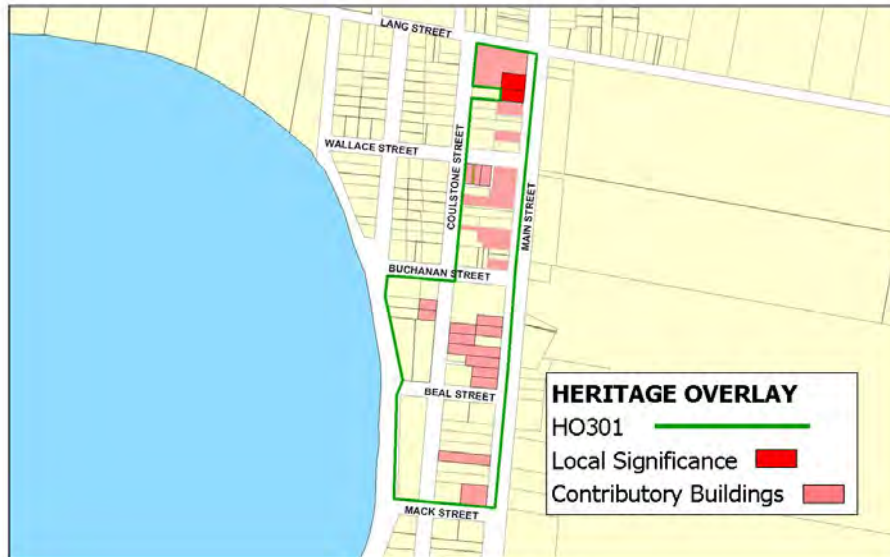 LANG STREET
WALLACE STREET
COULSTONE STREET
MAIN STREET
BUCHANAN STREET
BEAL STREET
MACK STREET
HERITAGE OVERLAY
HO301
Local Significance
Contributory Buildings